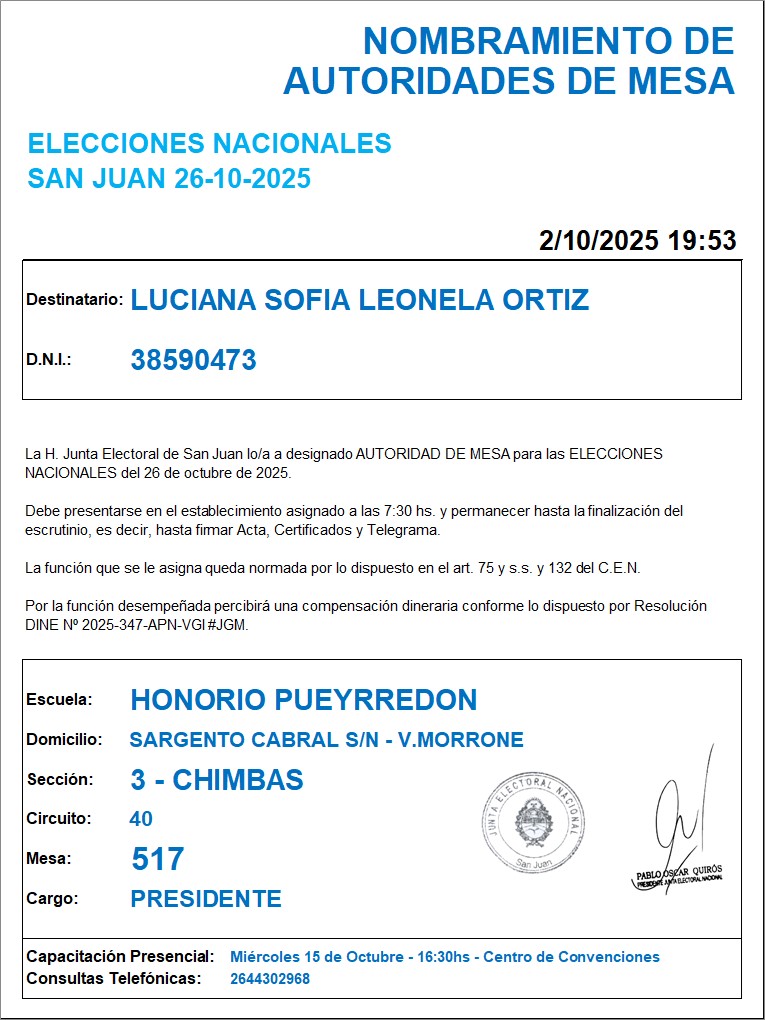 NOMBRAMIENTO DE
AUTORIDADES DE MESA
ELECCIONES NACIONALES
SAN JUAN 26-10-2025
2/10/2025 19:53
Destinatario: LUCIANA SOFIA LEONELA ORTIZ
D.N.I.: 38590473
La H. Junta Electoral de San Juan lo/a a designado AUTORIDAD DE MESA para las ELECCIONES
NACIONALES del 26 de octubre de 2025.
Debe presentarse en el establecimiento asignado a las 7:30 hs. y permanecer hasta la finalización del
escrutinio, es decir, hasta firmar Acta, Certificados y Telegrama.
La función que se le asigna queda normada por lo dispuesto en el art. 75 y s.s. y 132 del C.E.N.
Por la función desempeñada percibirá una compensación dineraria conforme lo dispuesto por Resolución
DINE Nº 2025-347-APN-VGI#JGM.
Escuela: HONORIO PUEYRREDON
Domicilio: SARGENTO CABRAL S/N - V.MORRONE
Sección: 3 - CHIMBAS
Circuito: 40
Mesa: 517
Cargo: PRESIDENTE
JUNTA ELECTORAL NACIONAL
San Juan
PABLO OSCAR QUIRÓS
PRESIDENTE JUNTA ELECTORAL NACIONAL
Capacitación Presencial: Miércoles 15 de Octubre - 16:30hs - Centro de Convenciones
Consultas Telefónicas: 2644302968